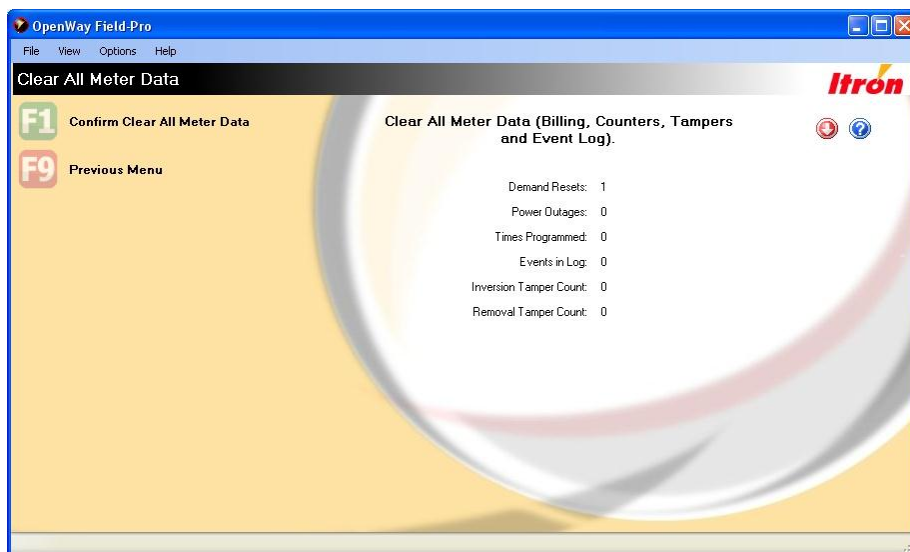 OpenWay Field-Pro
File View Options Help
Clear All Meter Data
Itron
F1 Confirm Clear All Meter Data
F9 Previous Menu
Clear All Meter Data (Billing, Counters, Tampers
and Event Log).
Demand Resets: 1
Power Outages: 0
Times Programmed: 0
Events in Log: 0
Inversion Tamper Count: 0
Removal Tamper Count: 0